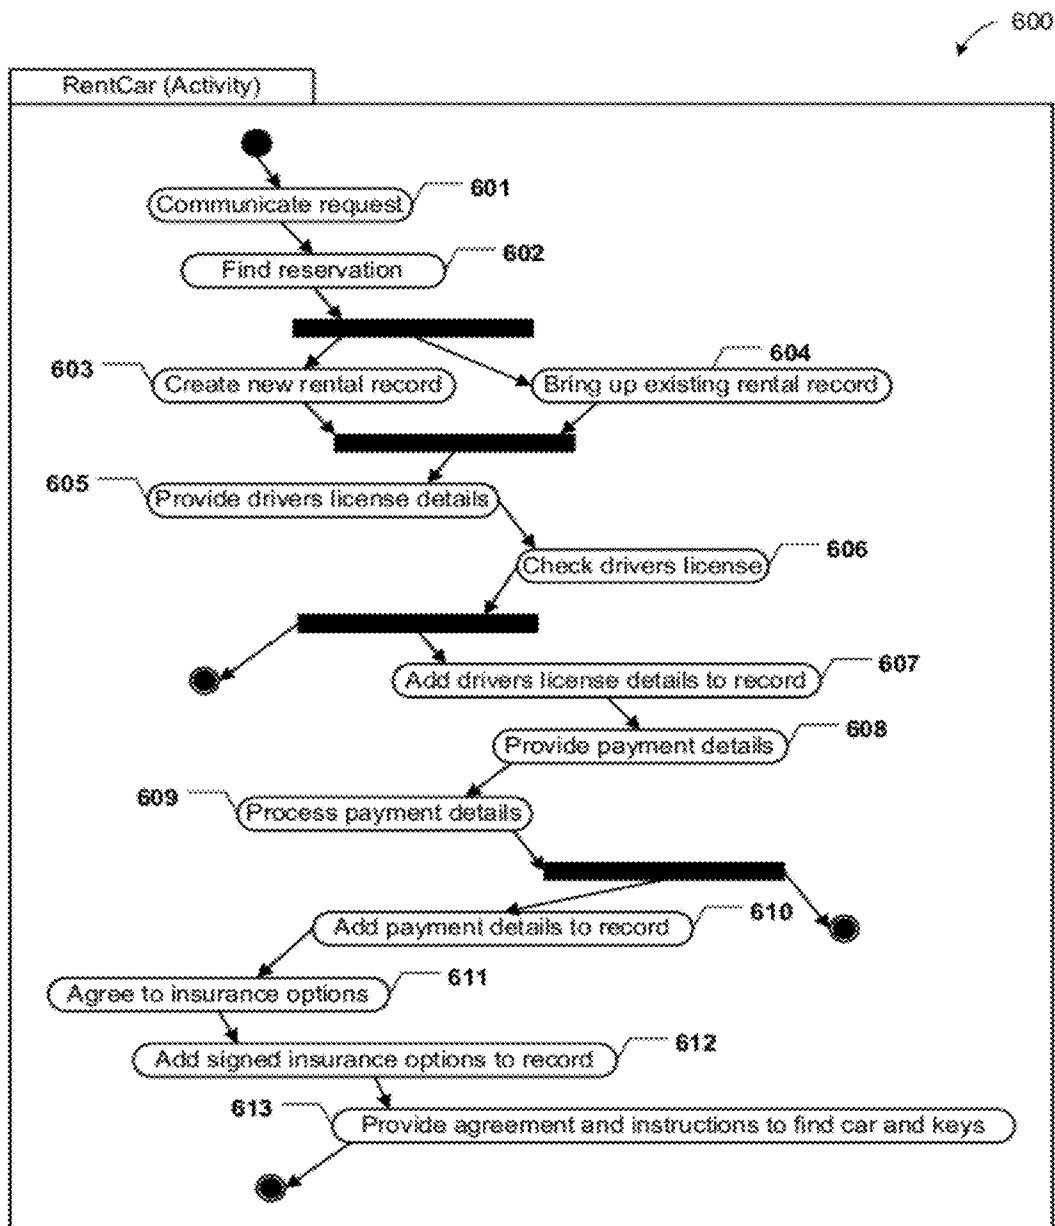 600
RentCar (Activity)
601
Communicate request
602
Find reservation
603
604
Create new rental record
Bring up existing rental record
605
Provide drivers license details
606
Check drivers license
607
Add drivers license details to record
608
Provide payment details
609
Process payment details
610
Add payment details to record
611
Agree to insurance options
612
Add signed insurance options to record
613
Provide agreement and instructions to find car and keys